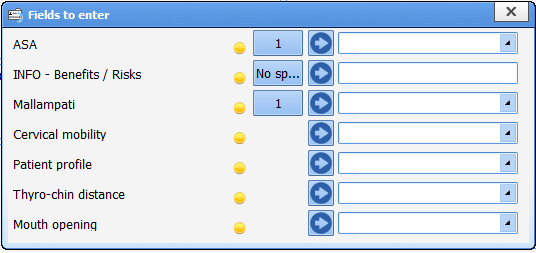 Fields to enter
ASA 1
INFO - Benefits / Risks No sp...
Mallampati 1
Cervical mobility
Patient profile
Thyro-chin distance
Mouth opening